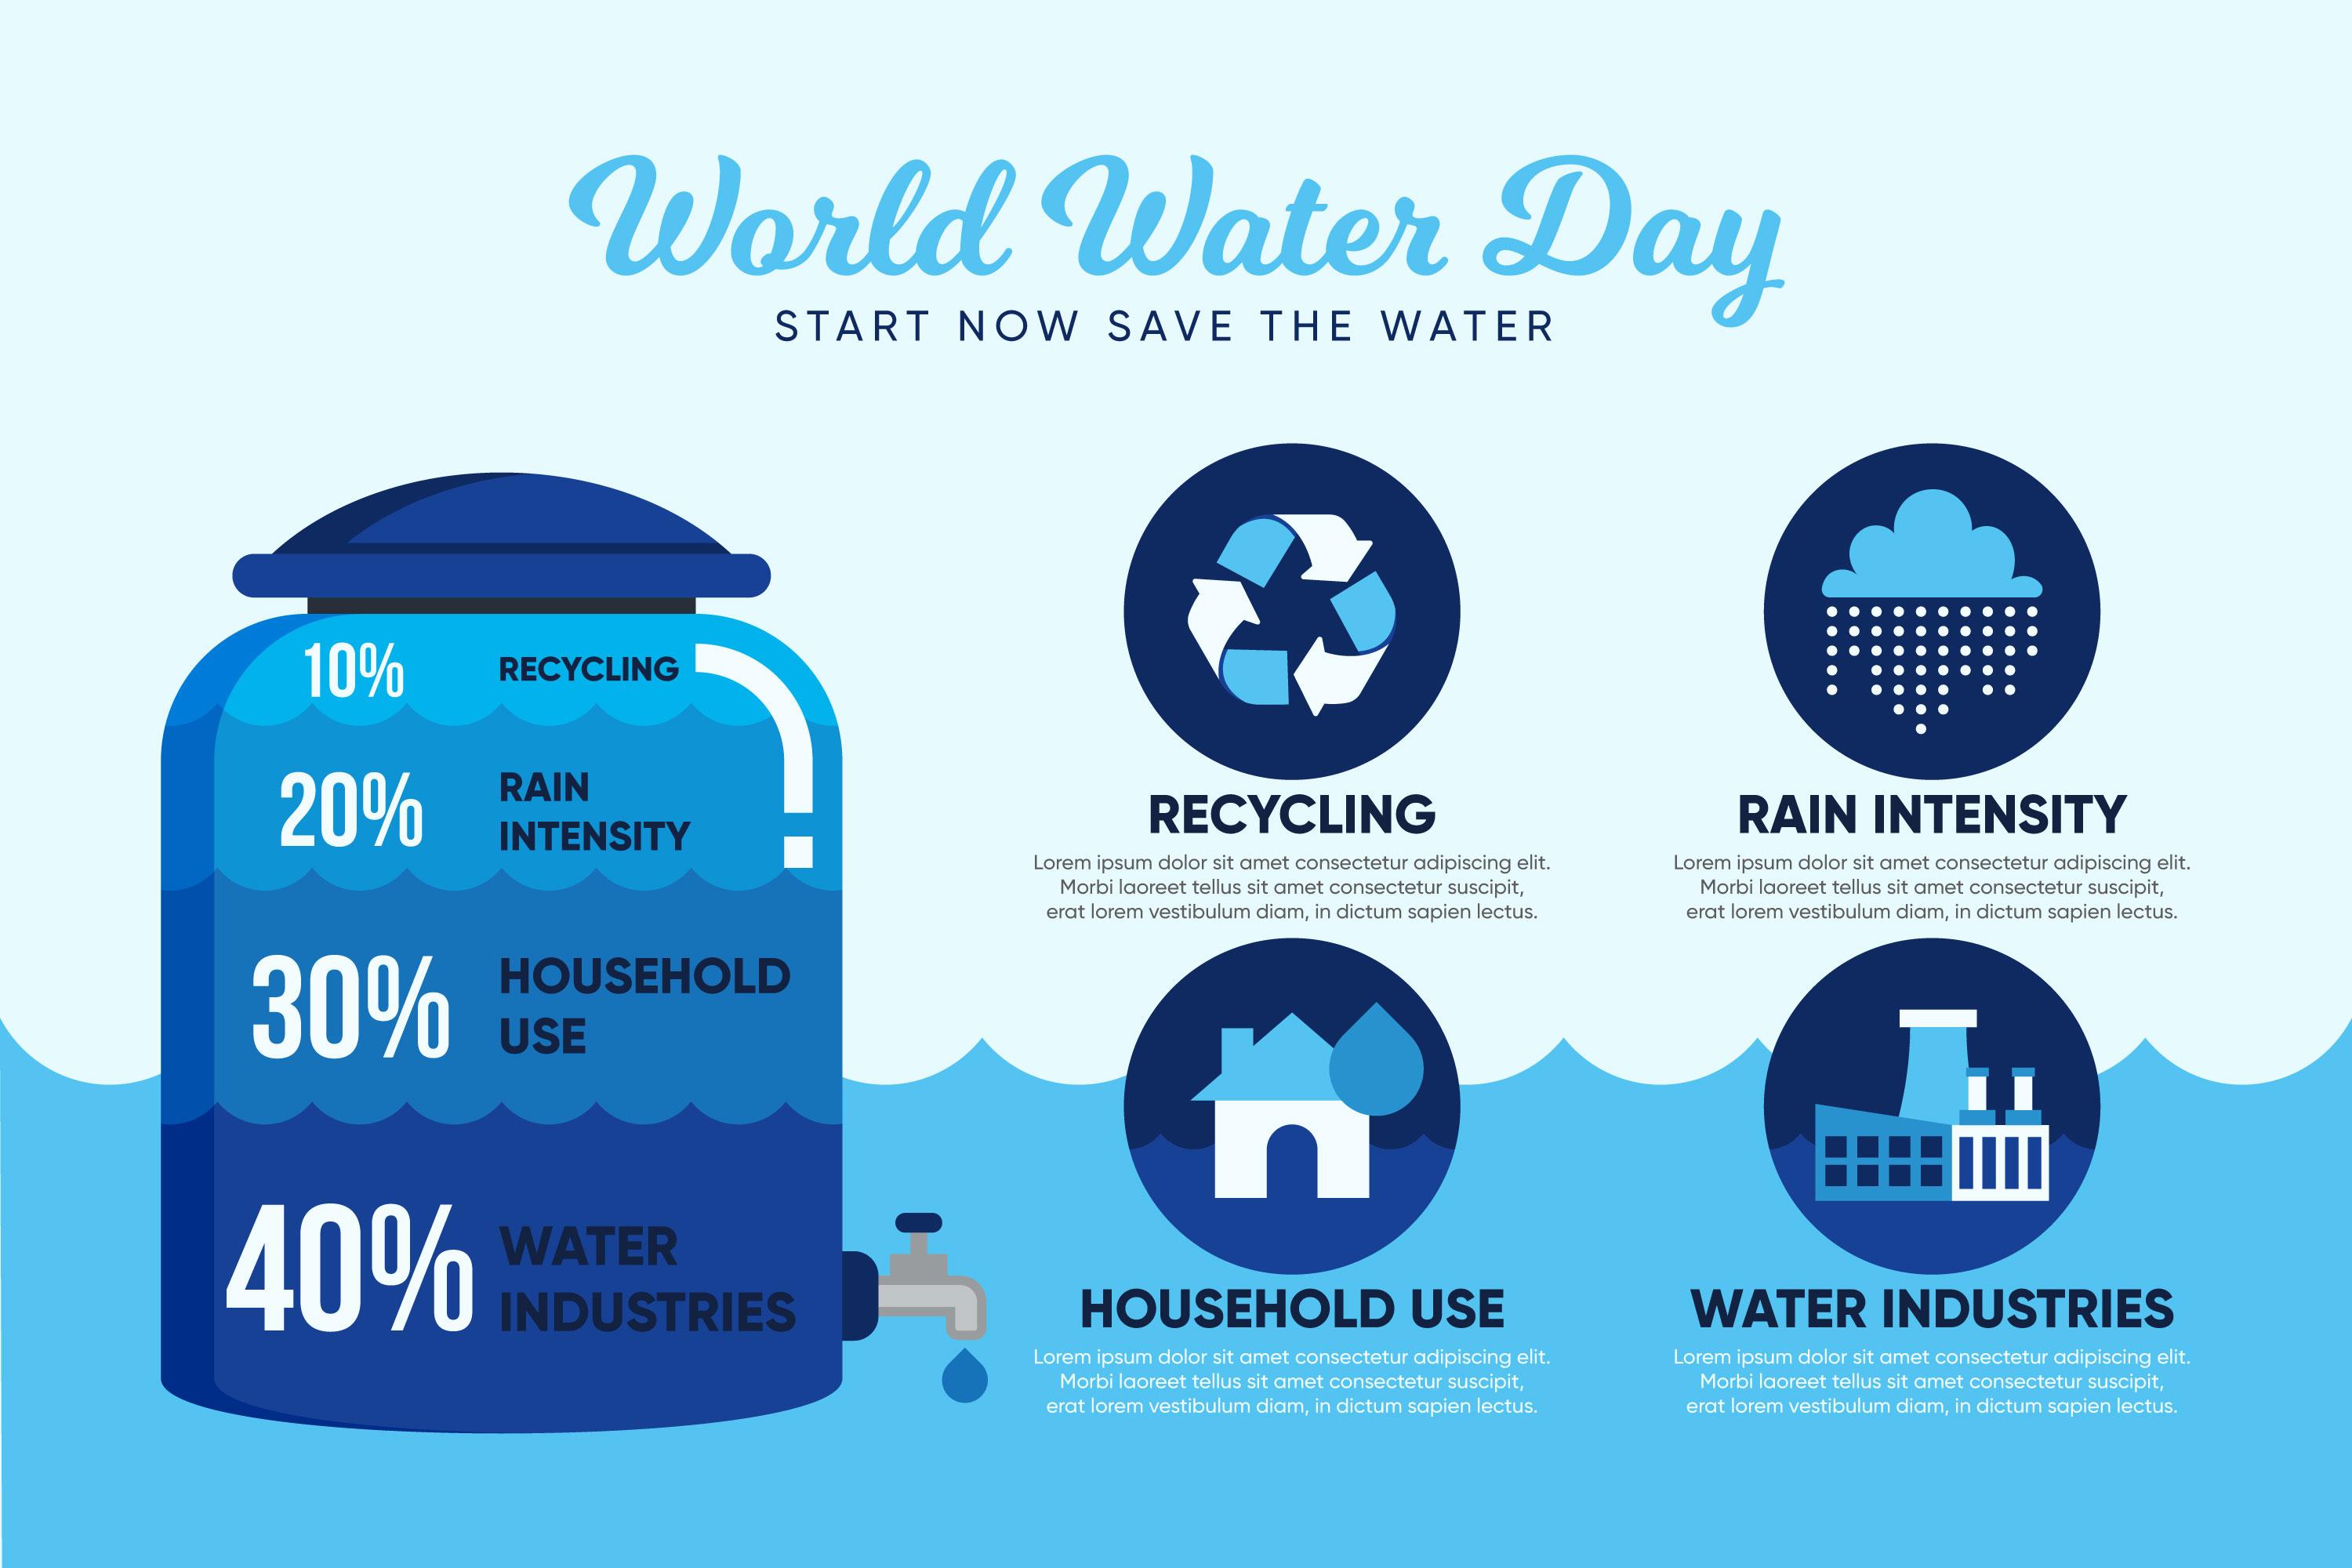 World Water Day
START NOW SAVE THE WATER
10% RECYCLING
20% RAIN
INTENSITY
30% HOUSEHOLD
USE
40% WATER
INDUSTRIES
RECYCLING
Lorem ipsum dolor sit amet consectetur adipiscing elit.
Morbi laoreet tellus sit amet consectetur suscipit,
erat lorem vestibulum diam, in dictum sapien lectus.
RAIN INTENSITY
Lorem ipsum dolor sit amet consectetur adipiscing elit.
Morbi laoreet tellus sit amet consectetur suscipit,
erat lorem vestibulum diam, in dictum sapien lectus.
HOUSEHOLD USE
Lorem ipsum dolor sit amet consectetur adipiscing elit.
Morbi laoreet tellus sit amet consectetur suscipit,
erat lorem vestibulum diam, in dictum sapien lectus.
WATER INDUSTRIES
Lorem ipsum dolor sit amet consectetur adipiscing elit.
Morbi laoreet tellus sit amet consectetur suscipit,
erat lorem vestibulum diam, in dictum sapien lectus.